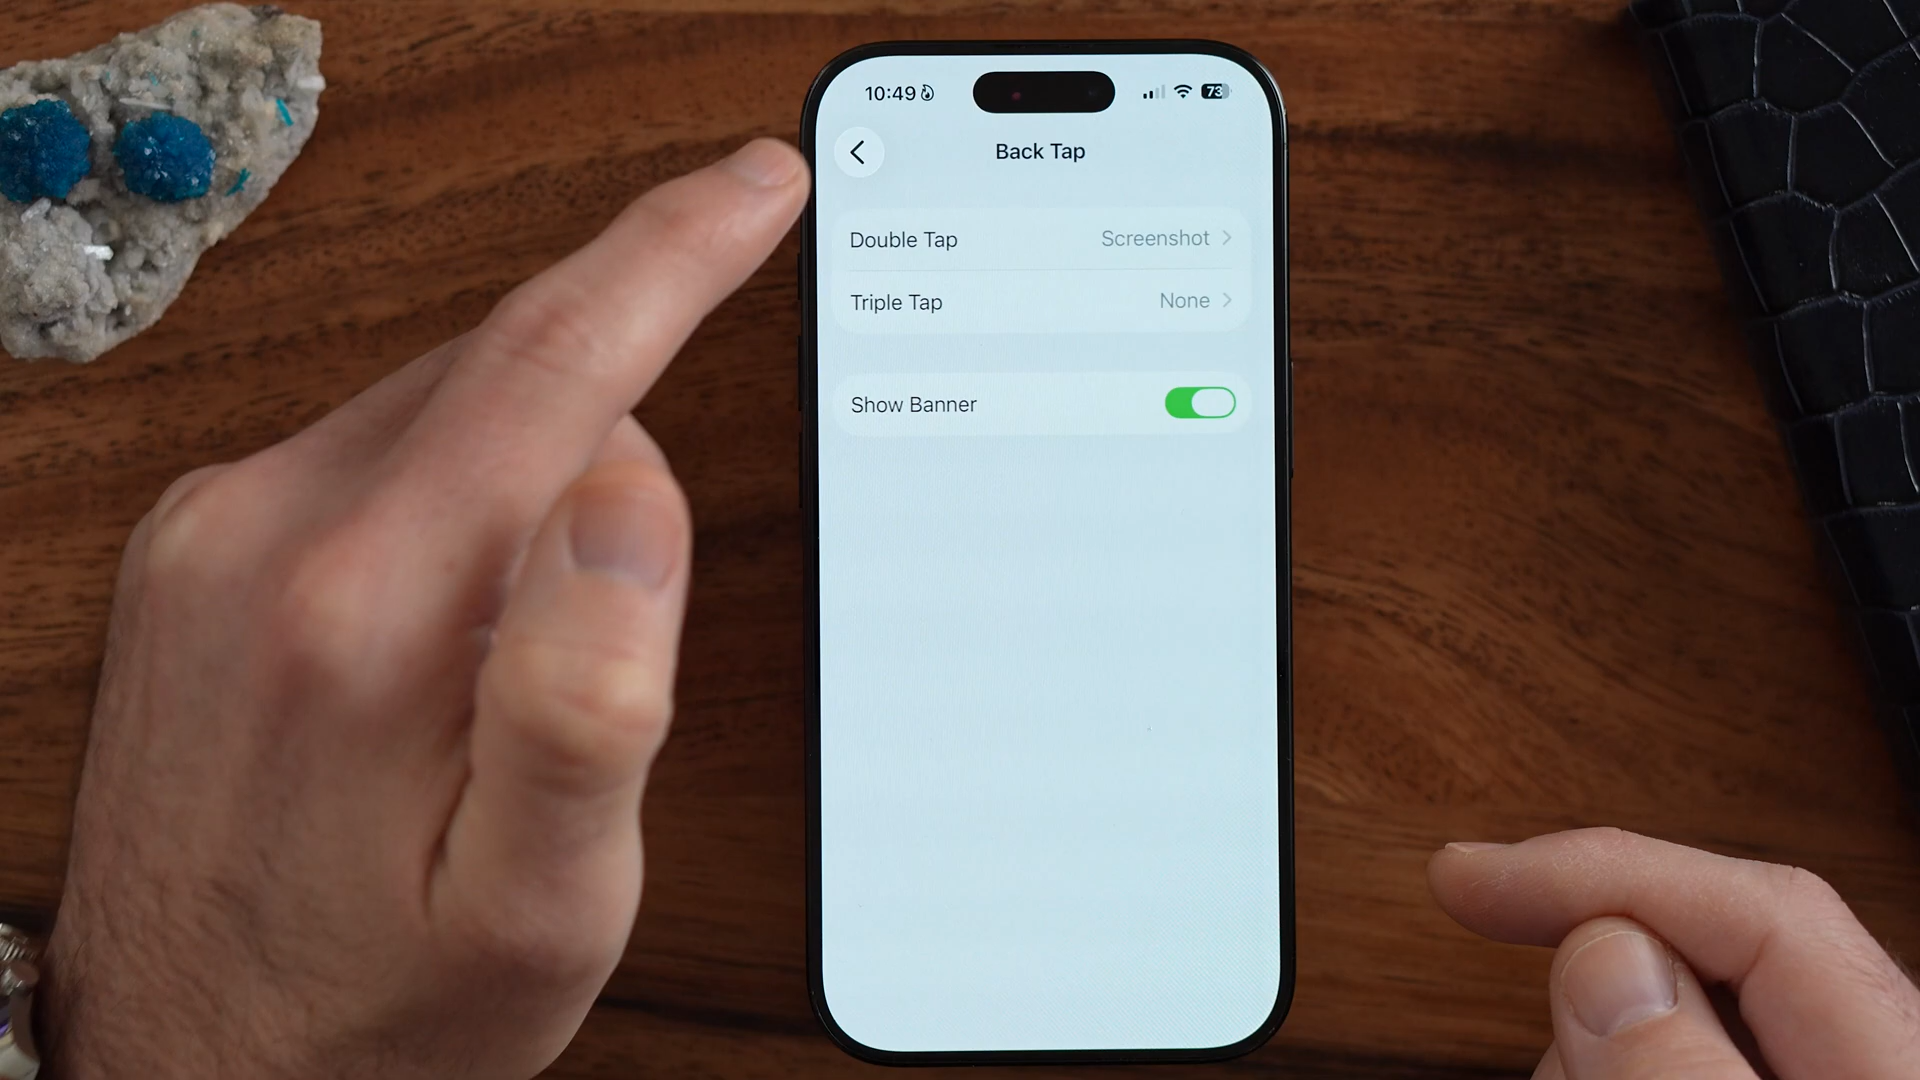 10:49 73
Back Tap
Double Tap Screenshot
Triple Tap None
Show Banner